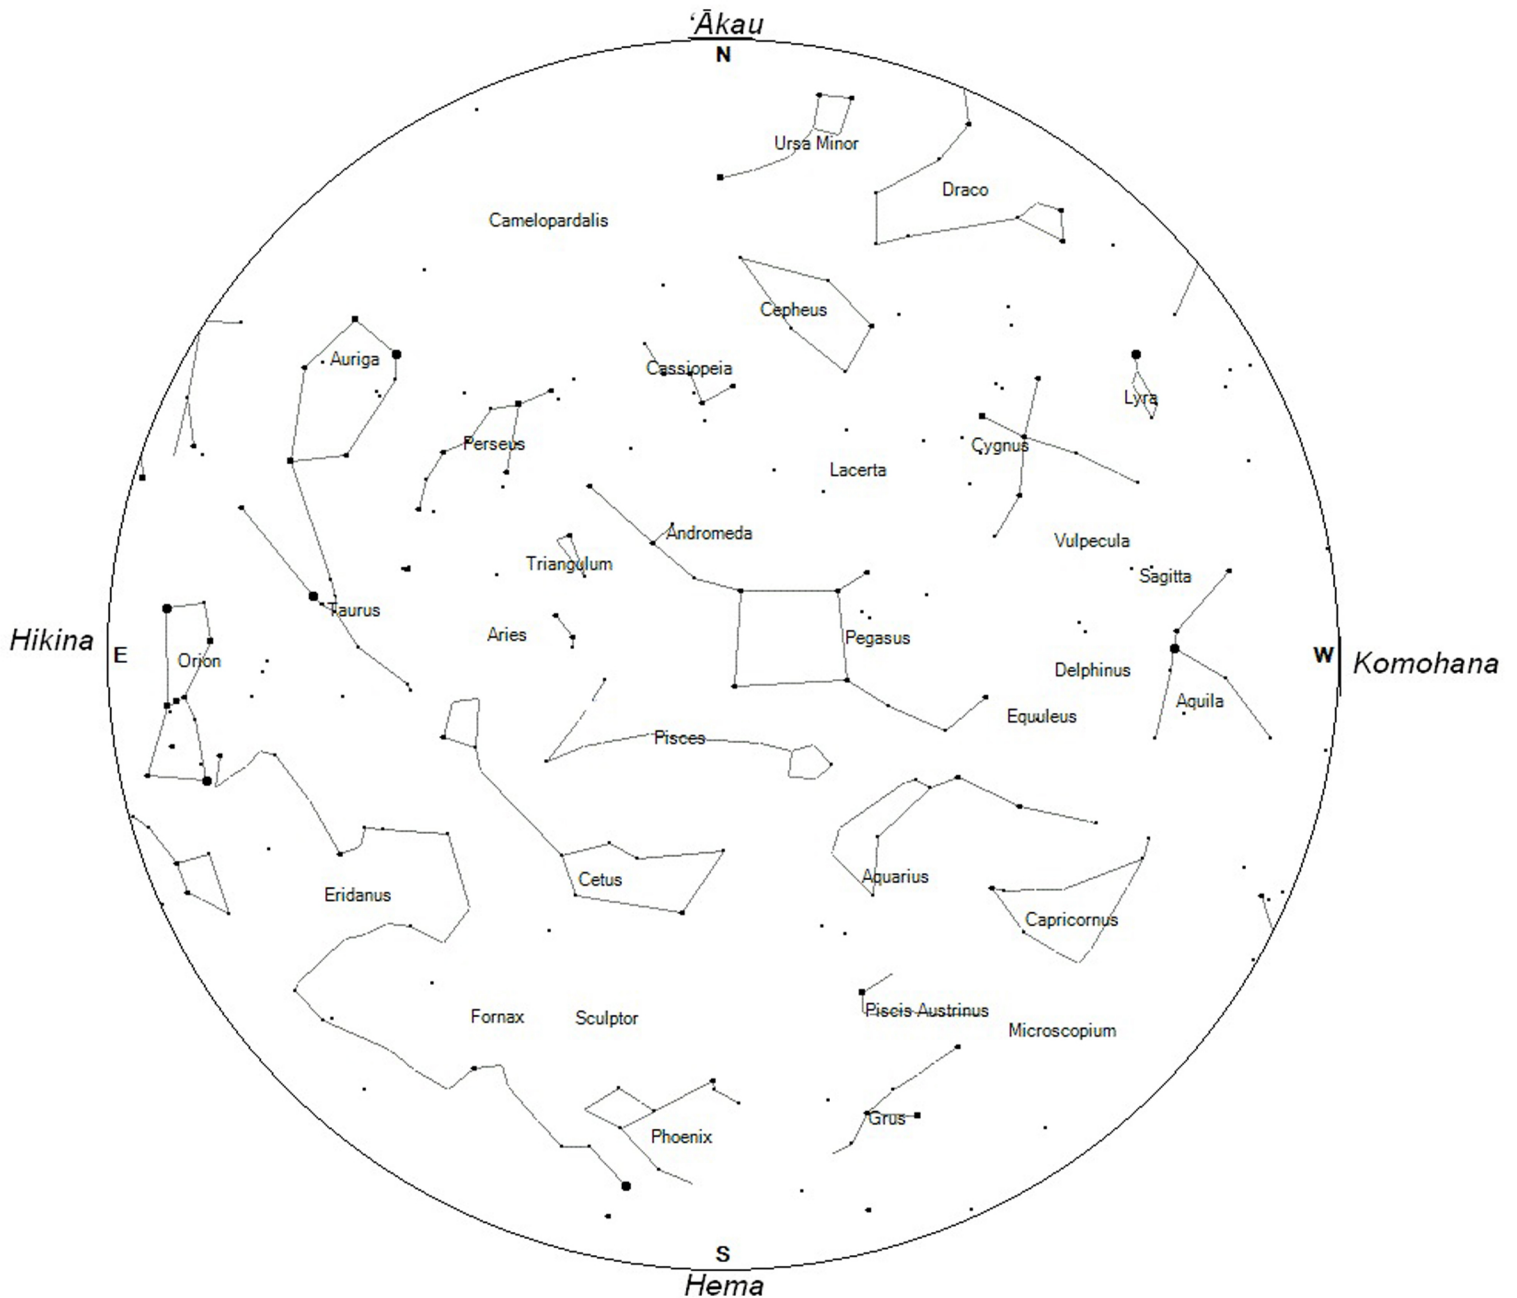 ‘Ākau
N
Ursa Minor
Draco
Camelopardalis
Cepheus
Auriga
Cassiopeia
Lyra
Perseus
Cygnus
Lacerta
Andromeda
Vulpecula
Triangulum
Sagitta
Taurus
Aries
Pegasus
Hikina
E
Orion
W
Komohana
Delphinus
Aquila
Equuleus
Pisces
Cetus
Aquarius
Eridanus
Capricornus
Piscis Austrinus
Fornax
Sculptor
Microscopium
Grus
Phoenix
S
Hema